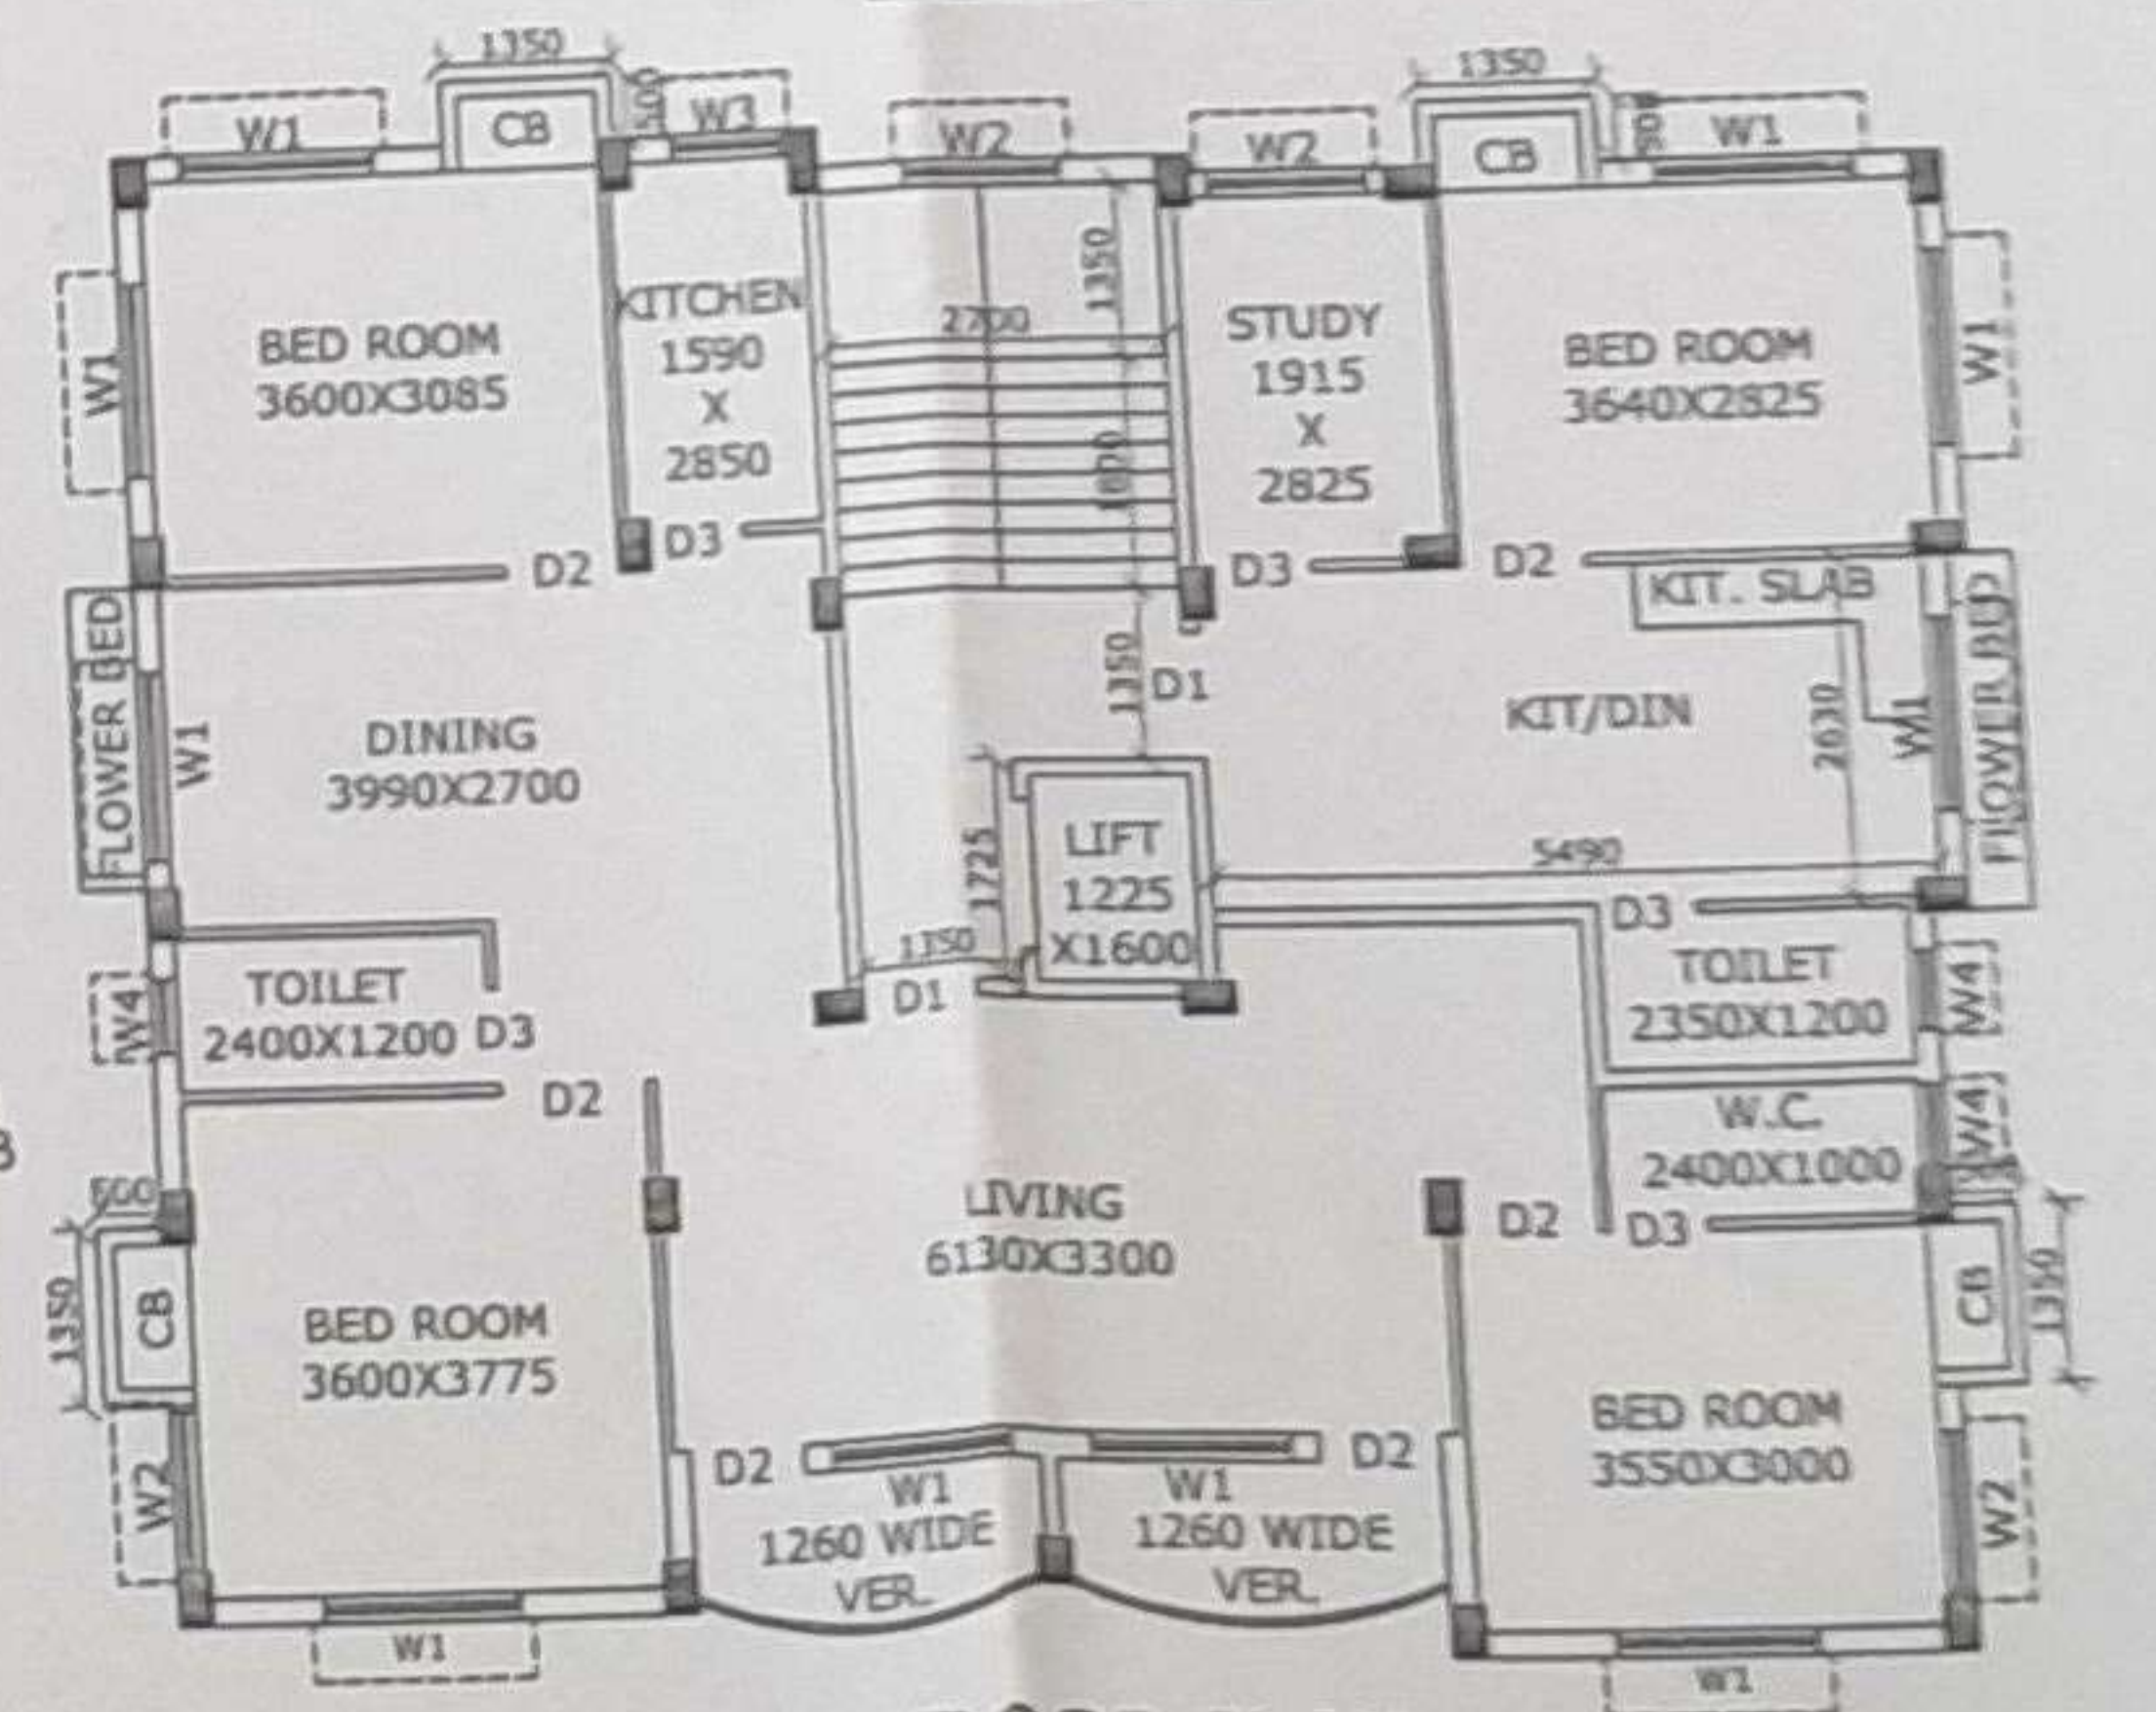 1350
1350
W1
CB
500
W3
W2
W2
CB
500
W1
BED ROOM
3600X3085
W1
KITCHEN
1590
X
2850
2700
1350
1800
STUDY
1915
X
2825
BED ROOM
3640X2825
W1
D2
D3
D3
D2
KIT. SLAB
FLOWER BED
W1
DINING
3990X2700
1350
D1
KIT/DIN
2630
W1
LIFT
1225
X1600
1725
1350
D1
5490
D3
TOILET
2400X1200
D3
W4
D2
TOILET
2350X1200
W4
W.C.
2400X1000
W4
500
CB
1350
BED ROOM
3600X3775
LIVING
6130X3300
D2
D3
CB
1350
BED ROOM
3550X3000
W2
D2
W1
1260 WIDE
VER.
W1
1260 WIDE
VER.
D2
W2
W1
W1